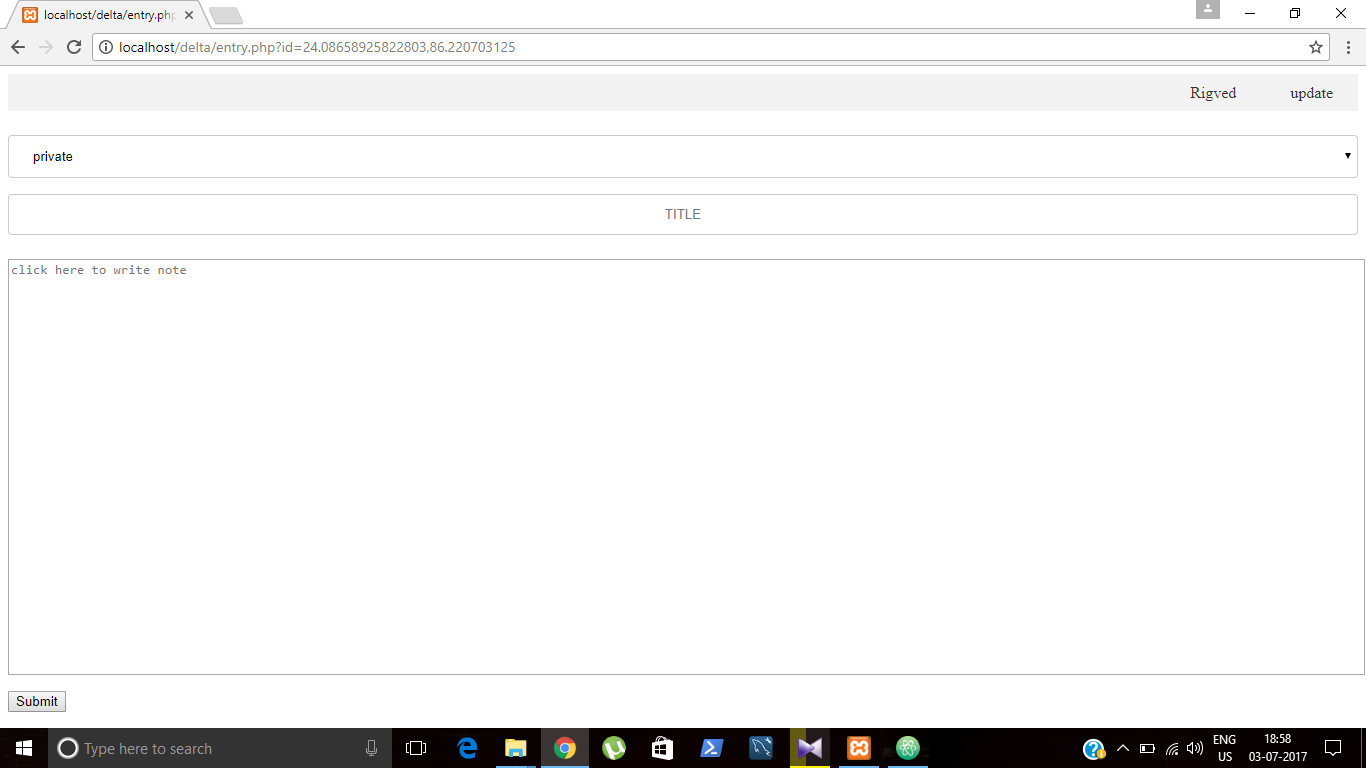 localhost/delta/entry.php
localhost/delta/entry.php?id=24.08658925822803,86.220703125
Rigved update
private
TITLE
click here to write note
Submit
Type here to search
ENG 18:58
US 03-07-2017